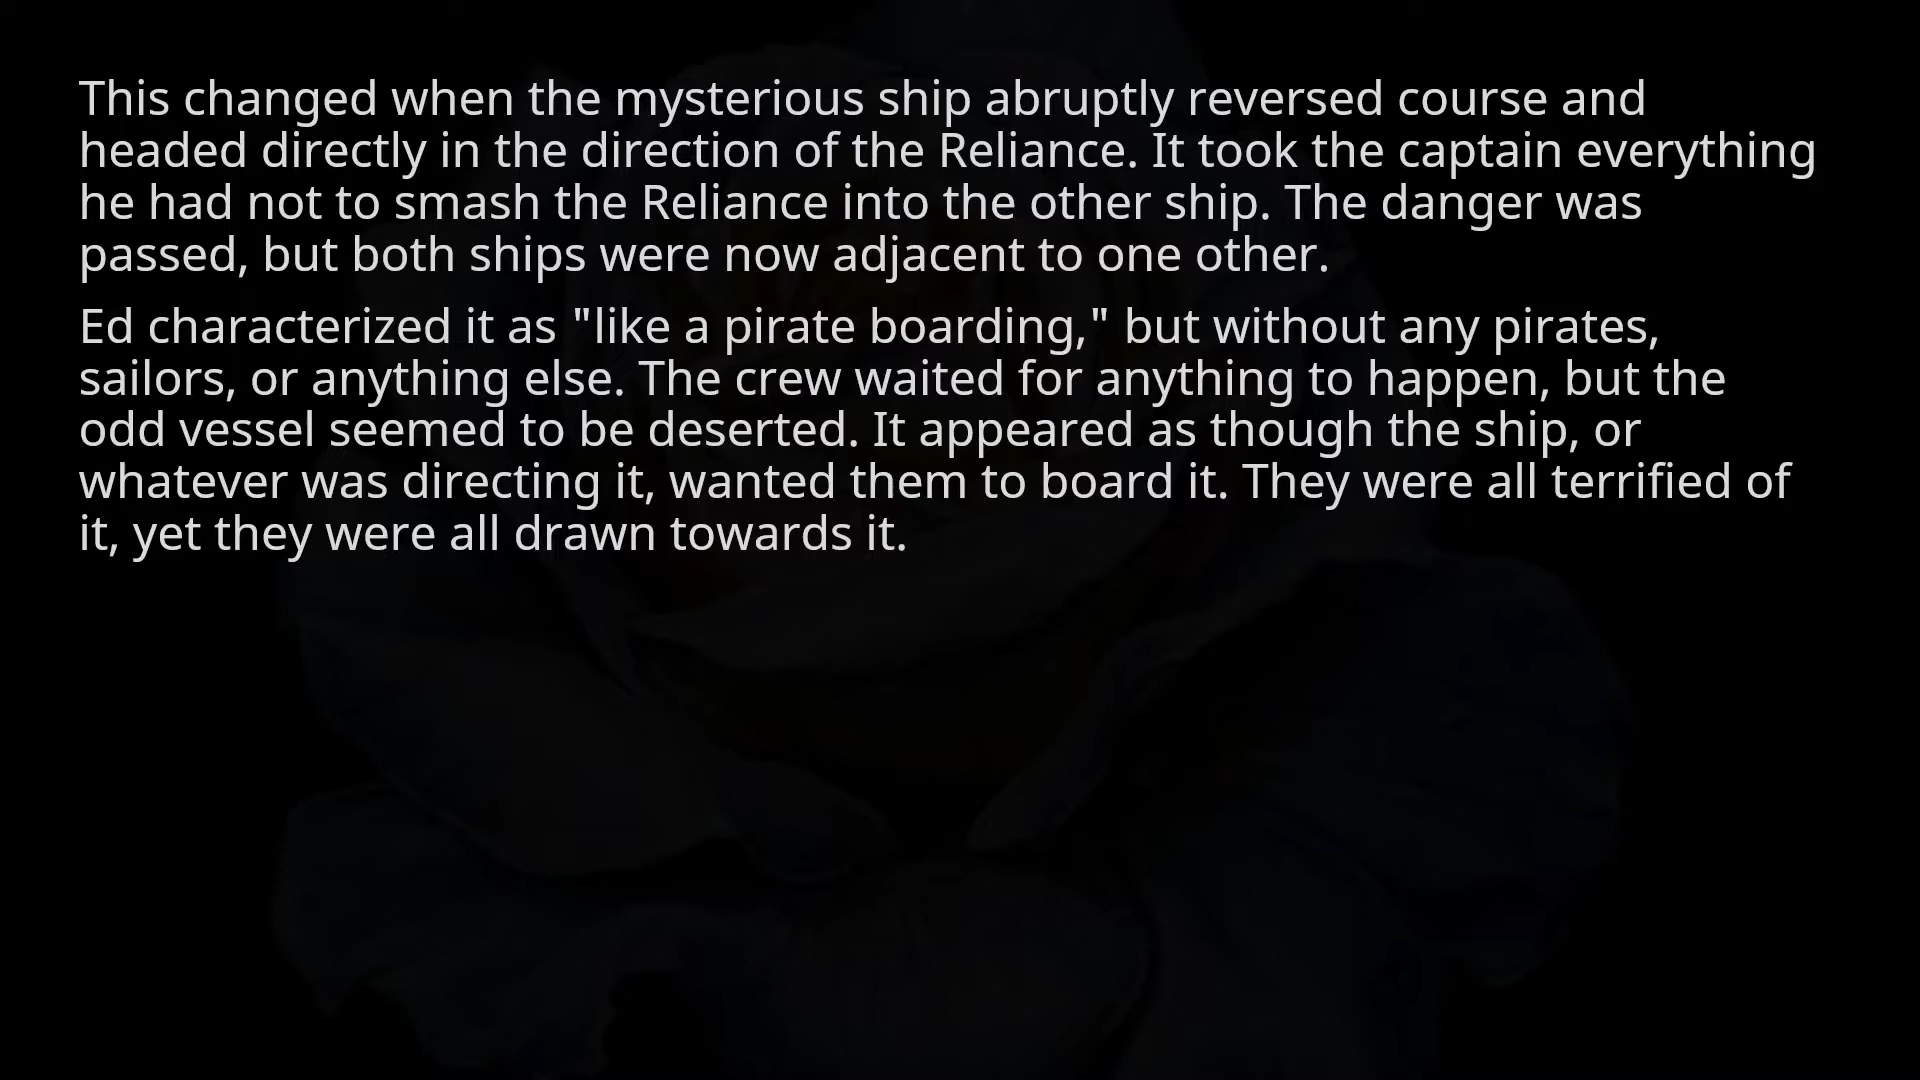 This changed when the mysterious ship abruptly reversed course and
headed directly in the direction of the Reliance. It took the captain everything
he had not to smash the Reliance into the other ship. The danger was
passed, but both ships were now adjacent to one other.
Ed characterized it as "like a pirate boarding," but without any pirates,
sailors, or anything else. The crew waited for anything to happen, but the
odd vessel seemed to be deserted. It appeared as though the ship, or
whatever was directing it, wanted them to board it. They were all terrified of
it, yet they were all drawn towards it.